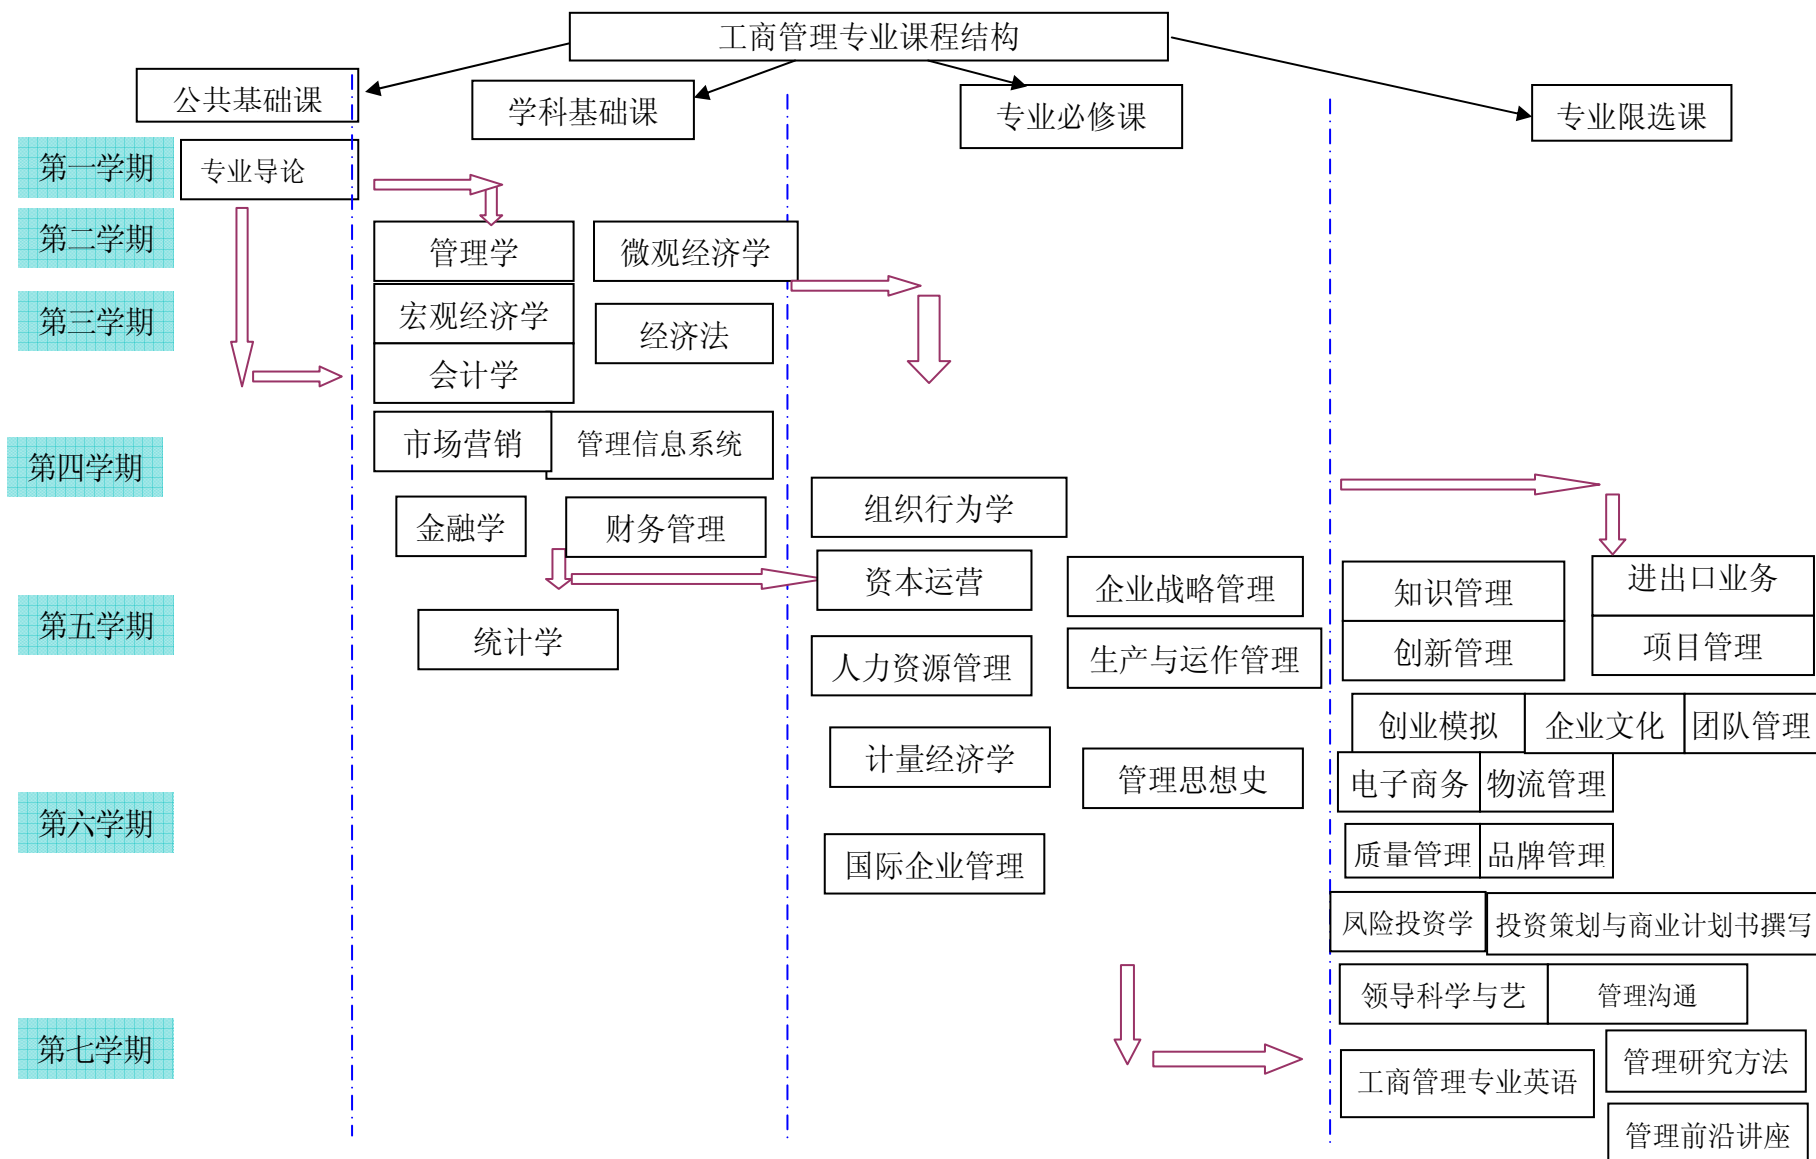 工商管理专业课程结构
公共基础课
学科基础课
专业必修课
专业限选课
第一学期
专业导论
第二学期
管理学
微观经济学
第三学期
宏观经济学
经济法
会计学
第四学期
市场营销
管理信息系统
金融学
财务管理
组织行为学
第五学期
统计学
资本运营
企业战略管理
人力资源管理
生产与运作管理
知识管理
进出口业务
创新管理
项目管理
创业模拟
企业文化
团队管理
第六学期
计量经济学
管理思想史
国际企业管理
电子商务
物流管理
质量管理
品牌管理
风险投资学
投资策划与商业计划书撰写
第七学期
领导科学与艺
管理沟通
工商管理专业英语
管理研究方法
管理前沿讲座